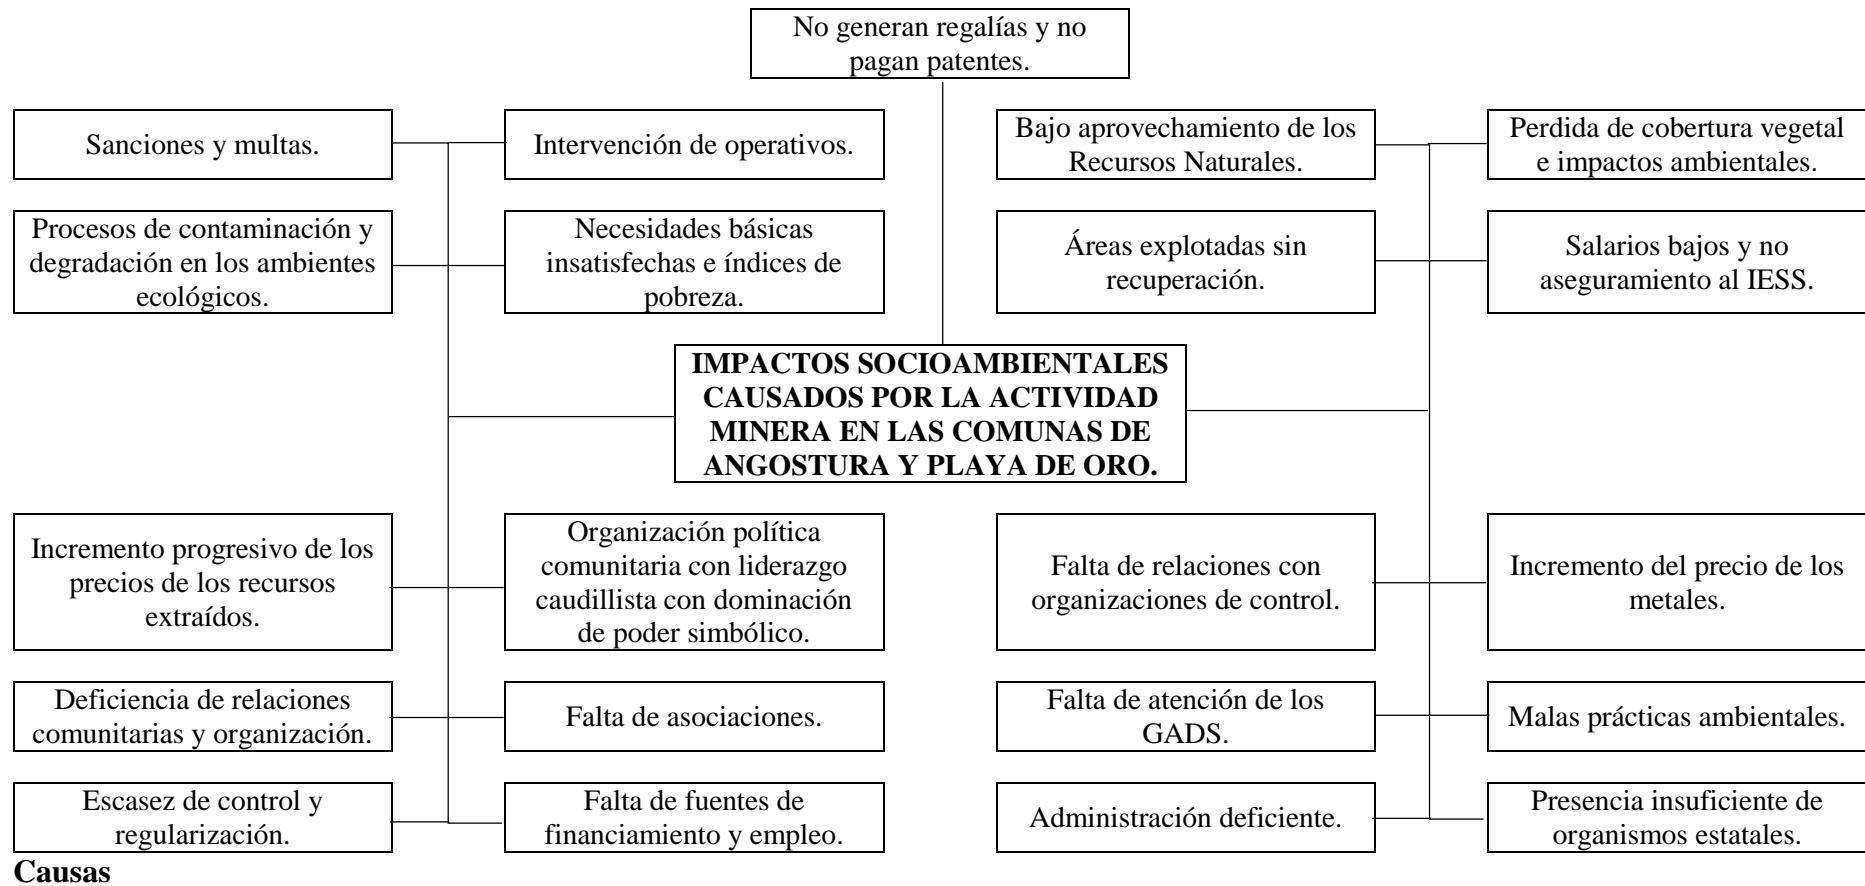 No generan regalías y no
pagan patentes.
Sanciones y multas.
Intervención de operativos.
Bajo aprovechamiento de los
Recursos Naturales.
Perdida de cobertura vegetal
e impactos ambientales.
Procesos de contaminación y
degradación en los ambientes
ecológicos.
Necesidades básicas
insatisfechas e índices de
pobreza.
Áreas explotadas sin
recuperación.
Salarios bajos y no
aseguramiento al IESS.
IMPACTOS SOCIOAMBIENTALES
CAUSADOS POR LA ACTIVIDAD
MINERA EN LAS COMUNAS DE
ANGOSTURA Y PLAYA DE ORO.
Incremento progresivo de los
precios de los recursos
extraídos.
Organización política
comunitaria con liderazgo
caudillista con dominación
de poder simbólico.
Falta de relaciones con
organizaciones de control.
Incremento del precio de los
metales.
Deficiencia de relaciones
comunitarias y organización.
Falta de asociaciones.
Falta de atención de los
GADS.
Malas prácticas ambientales.
Escasez de control y
regularización.
Falta de fuentes de
financiamiento y empleo.
Administración deficiente.
Presencia insuficiente de
organismos estatales.
Causas